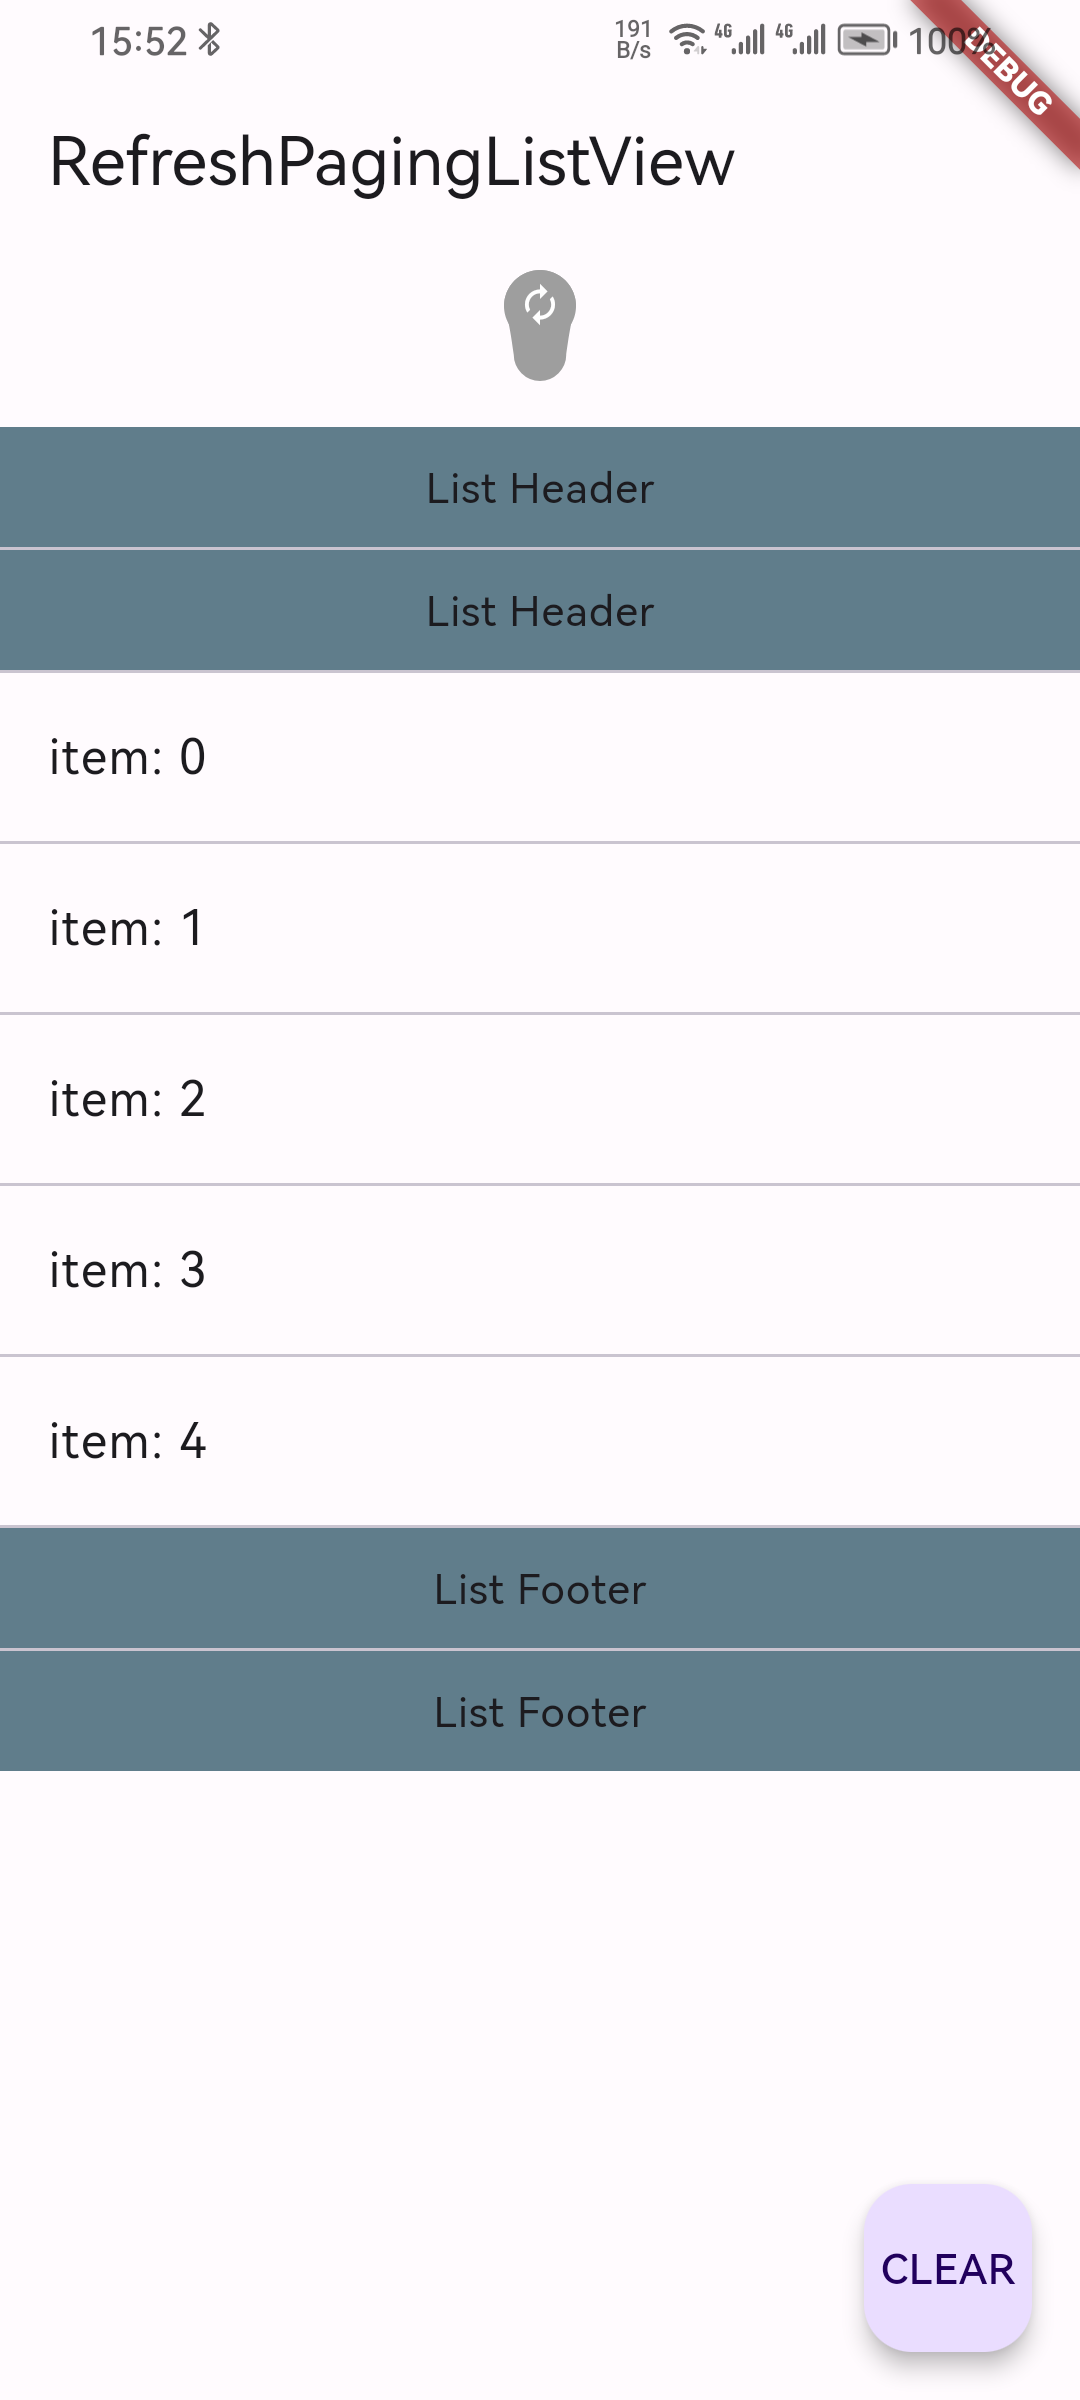 15:52
191 B/s 4G 4G 100%
DEBUG
RefreshPagingListView
List Header
List Header
item: 0
item: 1
item: 2
item: 3
item: 4
List Footer
List Footer
CLEAR